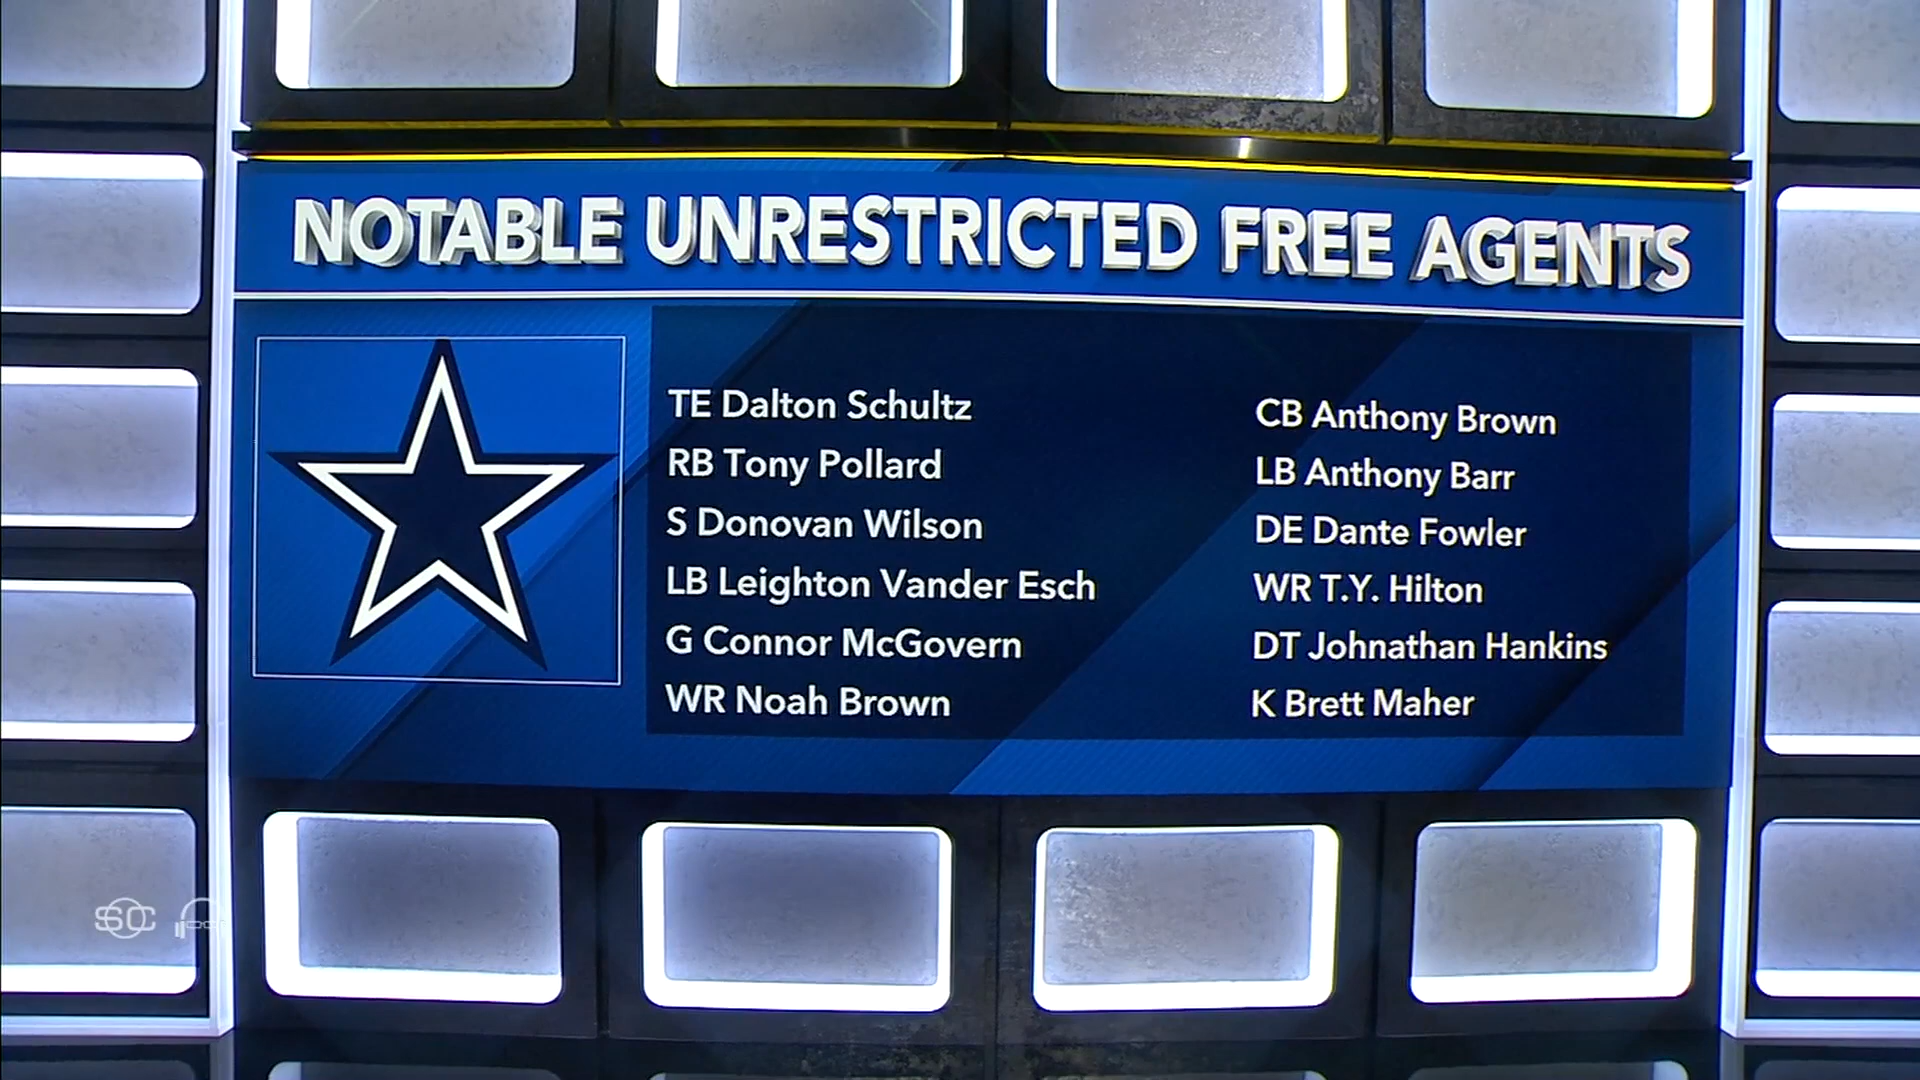 NOTABLE UNRESTRICTED FREE AGENTS
TE Dalton Schultz
RB Tony Pollard
S Donovan Wilson
LB Leighton Vander Esch
G Connor McGovern
WR Noah Brown
CB Anthony Brown
LB Anthony Barr
DE Dante Fowler
WR T.Y. Hilton
DT Johnathan Hankins
K Brett Maher
SC